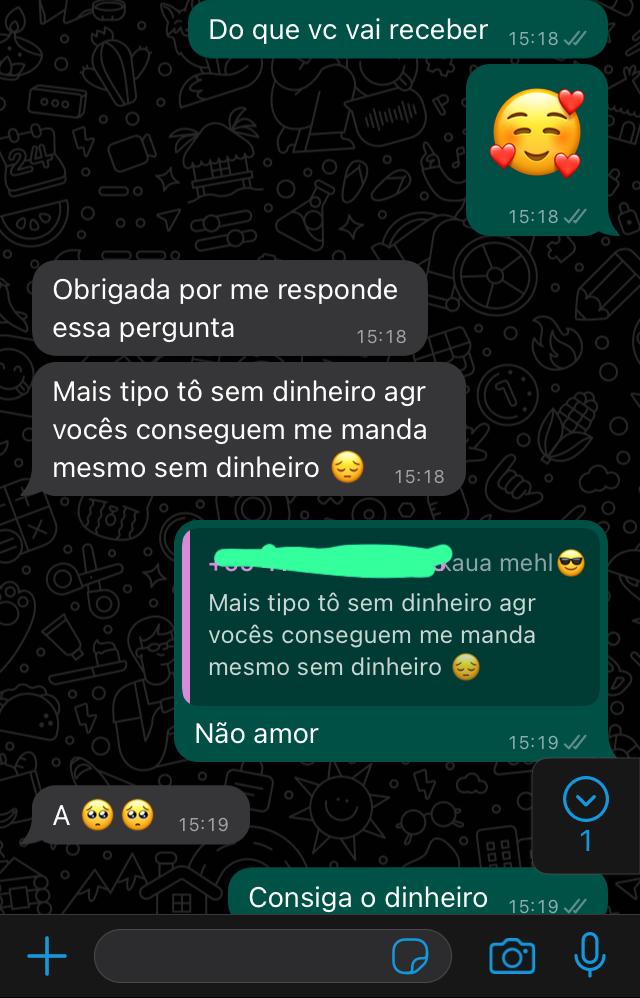 Do que vc vai receber
15:18
🥰
15:18
Obrigada por me responde
essa pergunta
15:18
Mais tipo tô sem dinheiro agr
vocês conseguem me manda
mesmo sem dinheiro 😔
15:18
kaua mehl😎
Mais tipo tô sem dinheiro agr
vocês conseguem me manda
mesmo sem dinheiro 😔
Não amor
15:19
A 🥺🥺
15:19
1
Consiga o dinheiro
15:19